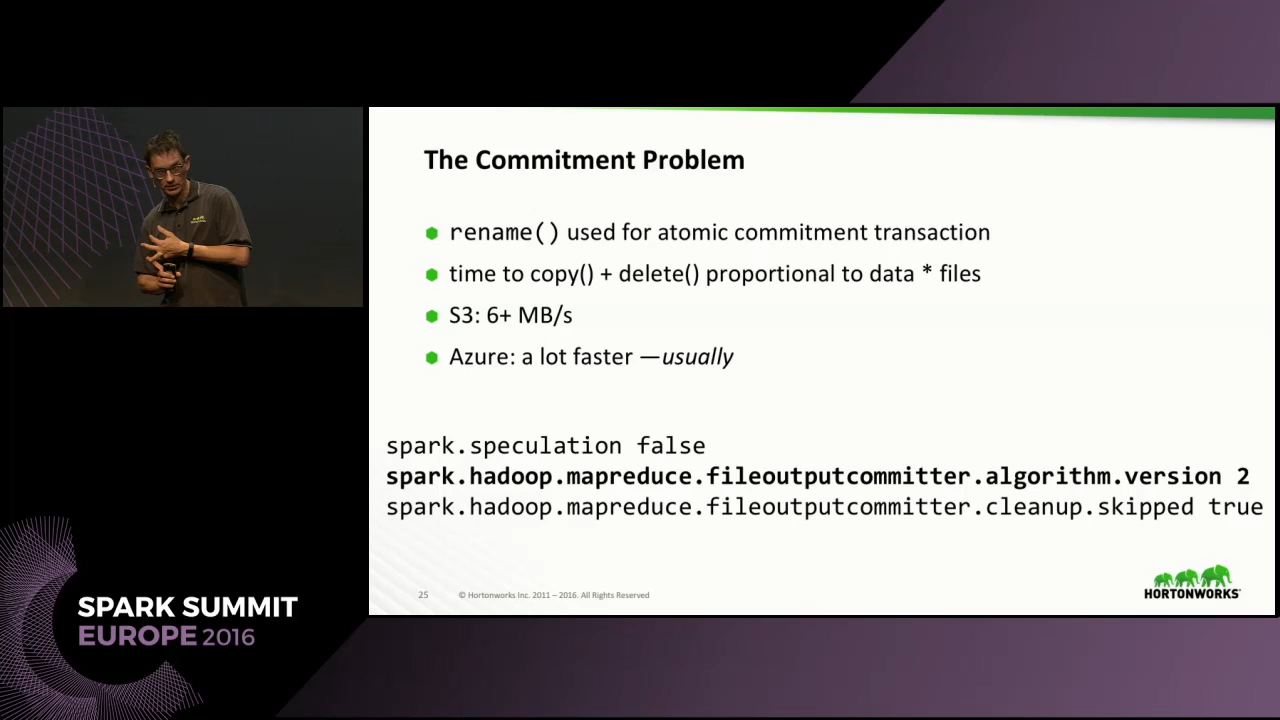 The Commitment Problem
rename() used for atomic commitment transaction
time to copy() + delete() proportional to data * files
S3: 6+ MB/s
Azure: a lot faster —usually
spark.speculation false
spark.hadoop.mapreduce.fileoutputcommitter.algorithm.version 2
spark.hadoop.mapreduce.fileoutputcommitter.cleanup.skipped true
25 © Hortonworks Inc. 2011 – 2016. All Rights Reserved
HORTONWORKS
SPARK SUMMIT
EUROPE 2016